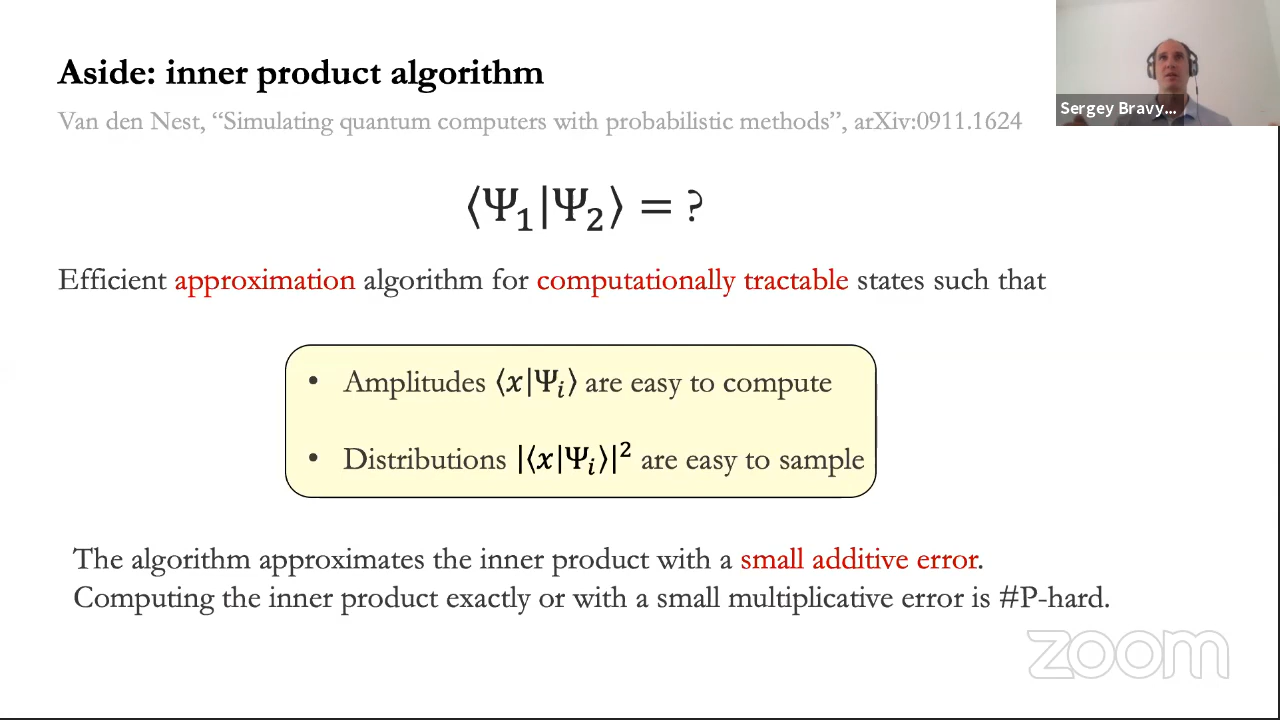 Aside: inner product algorithm
Van den Nest, “Simulating quantum computers with probabilistic methods”, arXiv:0911.1624
Sergey Bravy...
⟨Ψ₁|Ψ₂⟩ = ?
Efficient approximation algorithm for computationally tractable states such that
• Amplitudes ⟨x|Ψᵢ⟩ are easy to compute
• Distributions |⟨x|Ψᵢ⟩|² are easy to sample
The algorithm approximates the inner product with a small additive error.
Computing the inner product exactly or with a small multiplicative error is #P-hard.
zoom